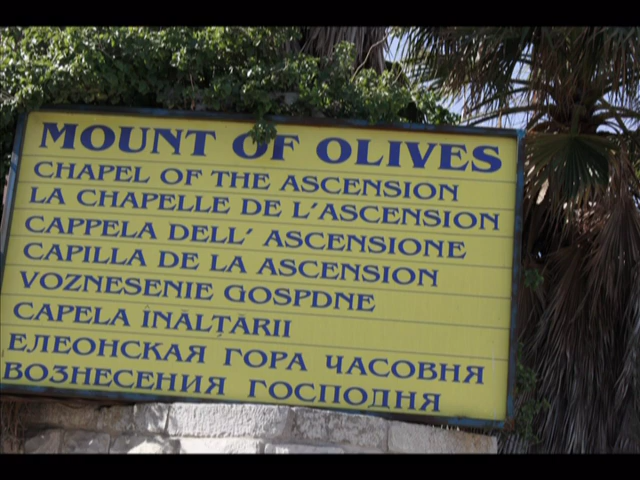 MOUNT OF OLIVES
CHAPEL OF THE ASCENSION
LA CHAPELLE DE L'ASCENSION
CAPPELA DELL' ASCENSIONE
CAPILLA DE LA ASCENSION
VOZNESENIE GOSPDNE
CAPELA ÎNĂLȚĂRII
ЕЛЕОНСКАЯ ГОРА ЧАСОВНЯ
ВОЗНЕСЕНИЯ ГОСПОДНЯ